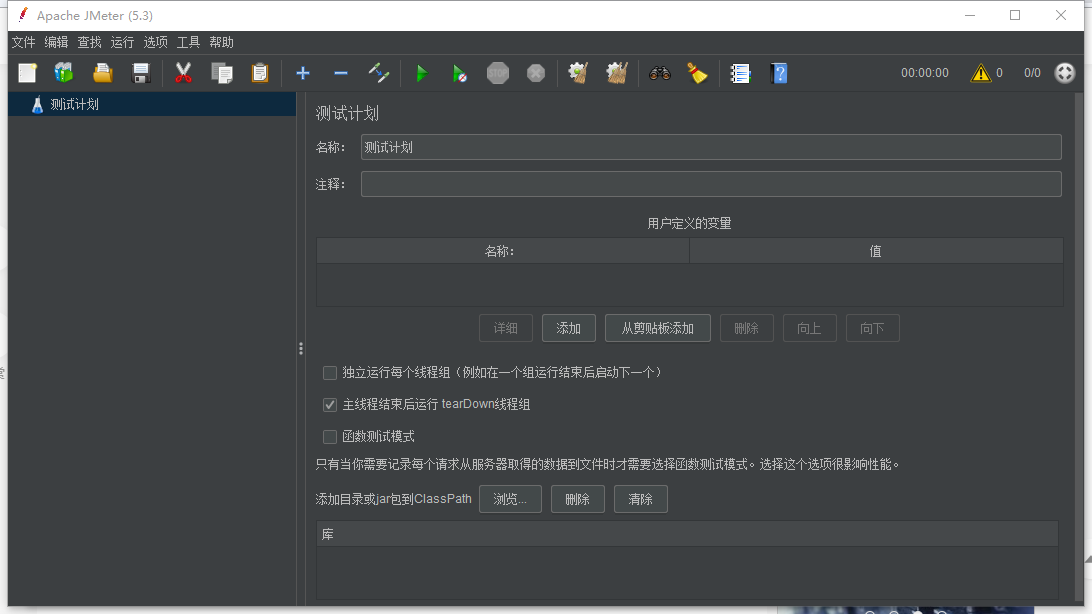 Apache JMeter (5.3)
文件 编辑 查找 运行 选项 工具 帮助
STOP 00:00:00 0 0/0
测试计划
测试计划
名称： 测试计划
注释：
用户定义的变量
名称： 值
详细 添加 从剪贴板添加 删除 向上 向下
独立运行每个线程组（例如在一个组运行结束后启动下一个）
主线程结束后运行 tearDown线程组
函数测试模式
只有当你需要记录每个请求从服务器取得的数据到文件时才需要选择函数测试模式。选择这个选项很影响性能。
添加目录或jar包到ClassPath 浏览... 删除 清除
库